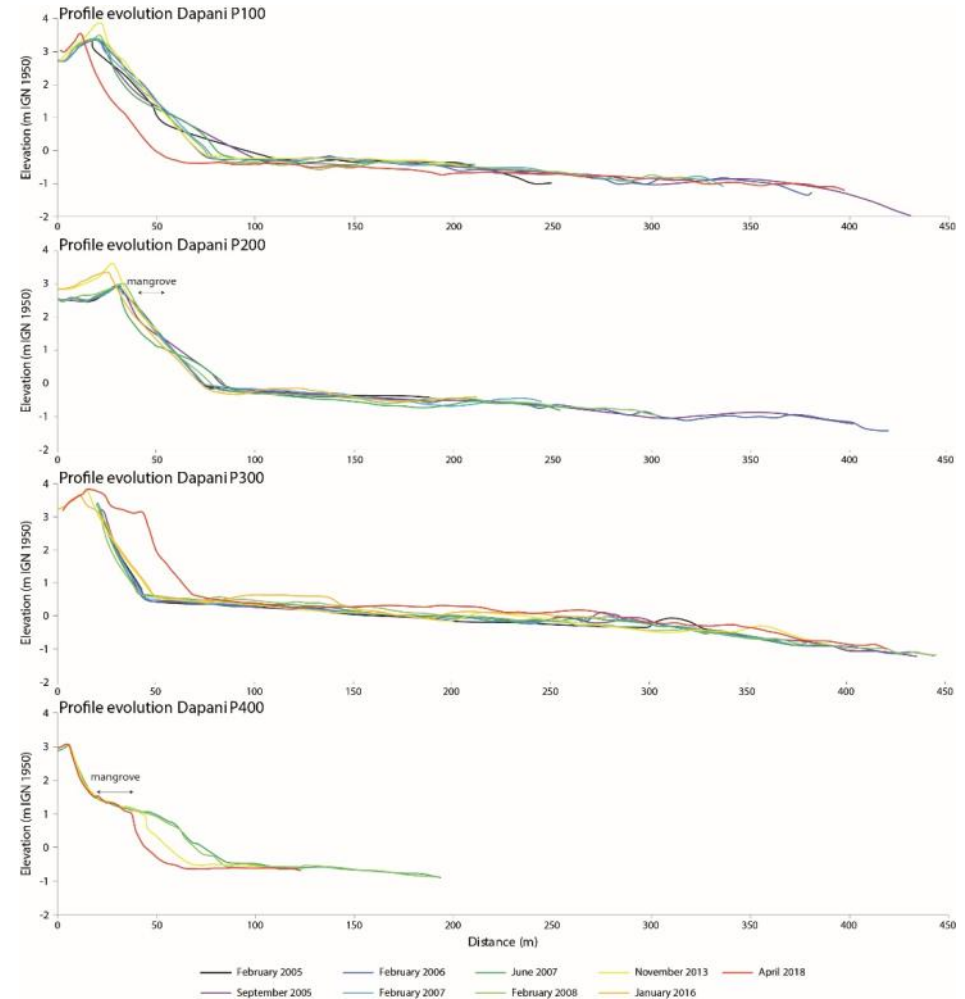 Profile evolution Dapani P100
4
3
2
1
0
-1
-2
Elevation (m IGN 1950)
0 50 100 150 200 250 300 350 400 450
Profile evolution Dapani P200
mangrove
4
3
2
1
0
-1
-2
Elevation (m IGN 1950)
0 50 100 150 200 250 300 350 400 450
Profile evolution Dapani P300
4
3
2
1
0
-1
-2
Elevation (m IGN 1950)
0 50 100 150 200 250 300 350 400 450
Profile evolution Dapani P400
mangrove
4
3
2
1
0
-1
-2
Elevation (m IGN 1950)
0 50 100 150 200 250 300 350 400 450
Distance (m)
February 2005 February 2006 June 2007 November 2013 April 2018
September 2005 February 2007 February 2008 January 2016